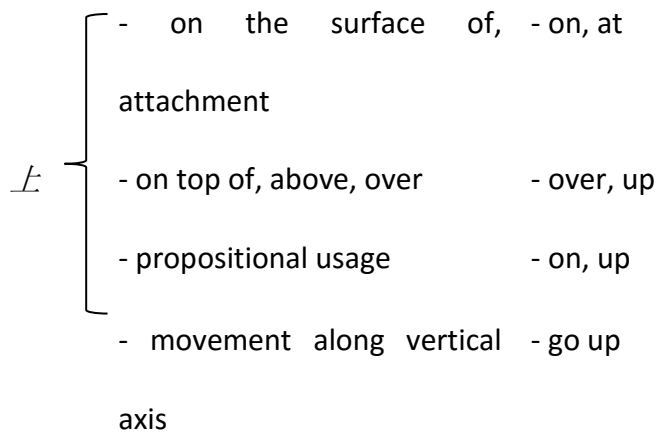 - on the surface of, - on, at
attachment
上
- on top of, above, over - over, up
- propositional usage - on, up
- movement along vertical - go up
axis